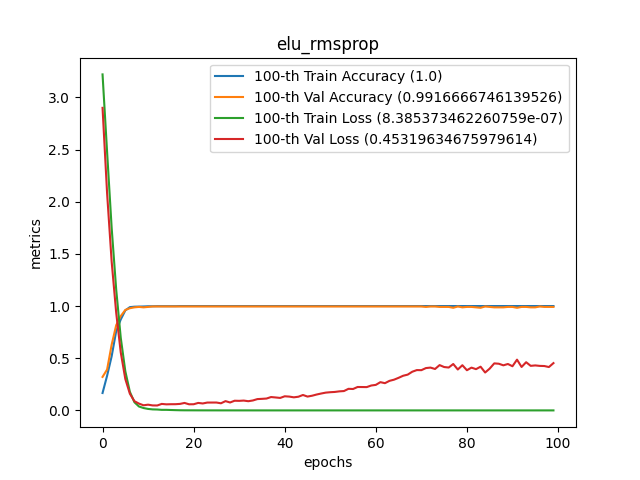 elu_rmsprop
100-th Train Accuracy (1.0)
100-th Val Accuracy (0.9916666746139526)
100-th Train Loss (8.385373462260759e-07)
100-th Val Loss (0.45319634675979614)
metrics
3.0
2.5
2.0
1.5
1.0
0.5
0.0
0 20 40 60 80 100
epochs